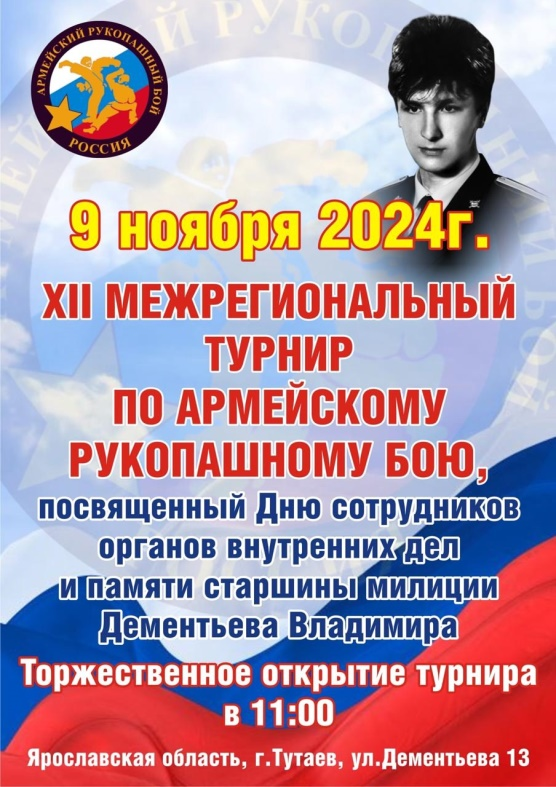 АРМЕЙСКИЙ РУКОПАШНЫЙ БОЙ
РОССИЯ
9 ноября 2024г.
XII МЕЖРЕГИОНАЛЬНЫЙ
ТУРНИР
ПО АРМЕЙСКОМУ
РУКОПАШНОМУ БОЮ,
посвященный Дню сотрудников
органов внутренних дел
и памяти старшины милиции
Дементьева Владимира
Торжественное открытие турнира
в 11:00
Ярославская область, г.Тутаев, ул.Дементьева 13